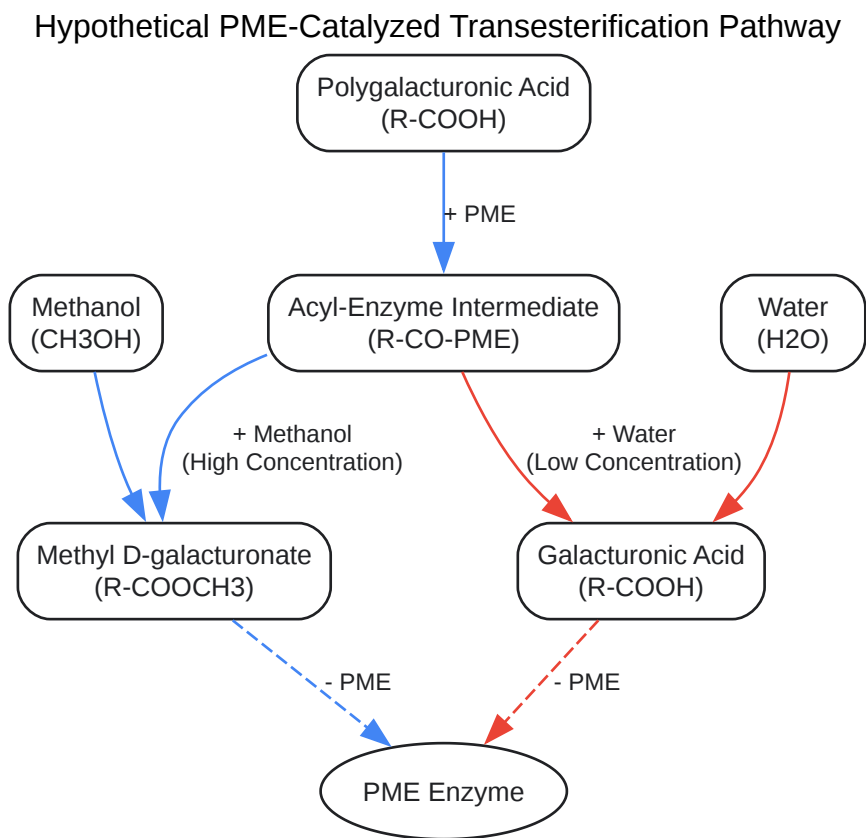 Hypothetical PME-Catalyzed Transesterification Pathway
Polygalacturonic Acid
(R-COOH)
+ PME
Methanol
(CH3OH)
Acyl-Enzyme Intermediate
(R-CO-PME)
Water
(H2O)
+ Methanol
(High Concentration)
+ Water
(Low Concentration)
Methyl D-galacturonate
(R-COOCH3)
Galacturonic Acid
(R-COOH)
- PME
- PME
PME Enzyme